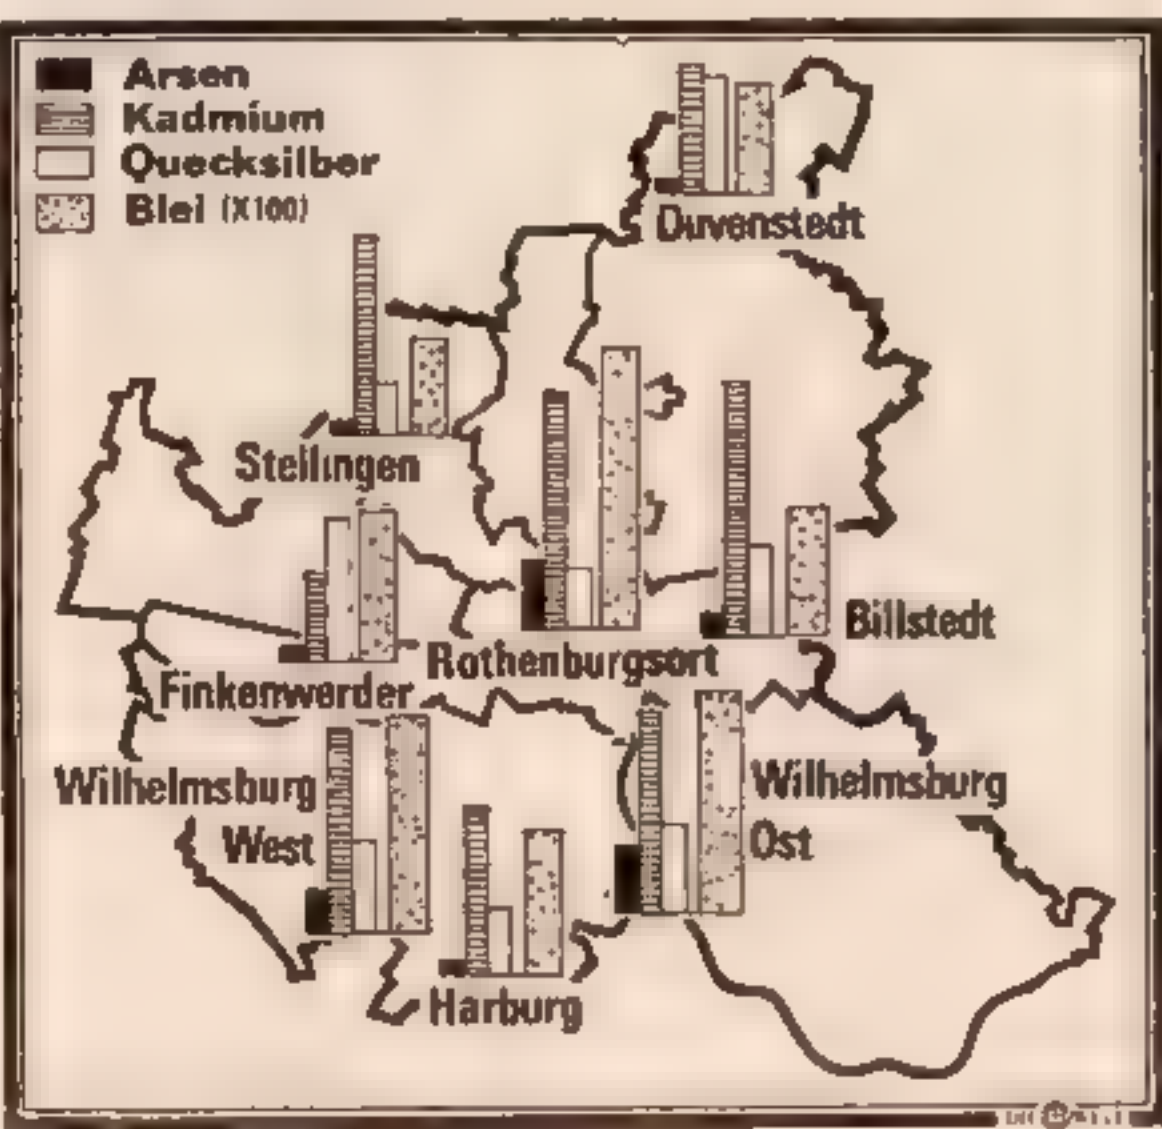 Arsen
Kadmium
Quecksilber
Blei (X100)
Duvenstedt
Stellingen
Billstedt
Rothenburgsort
Finkenwerder
Wilhelmsburg
West
Wilhelmsburg
Ost
Harburg